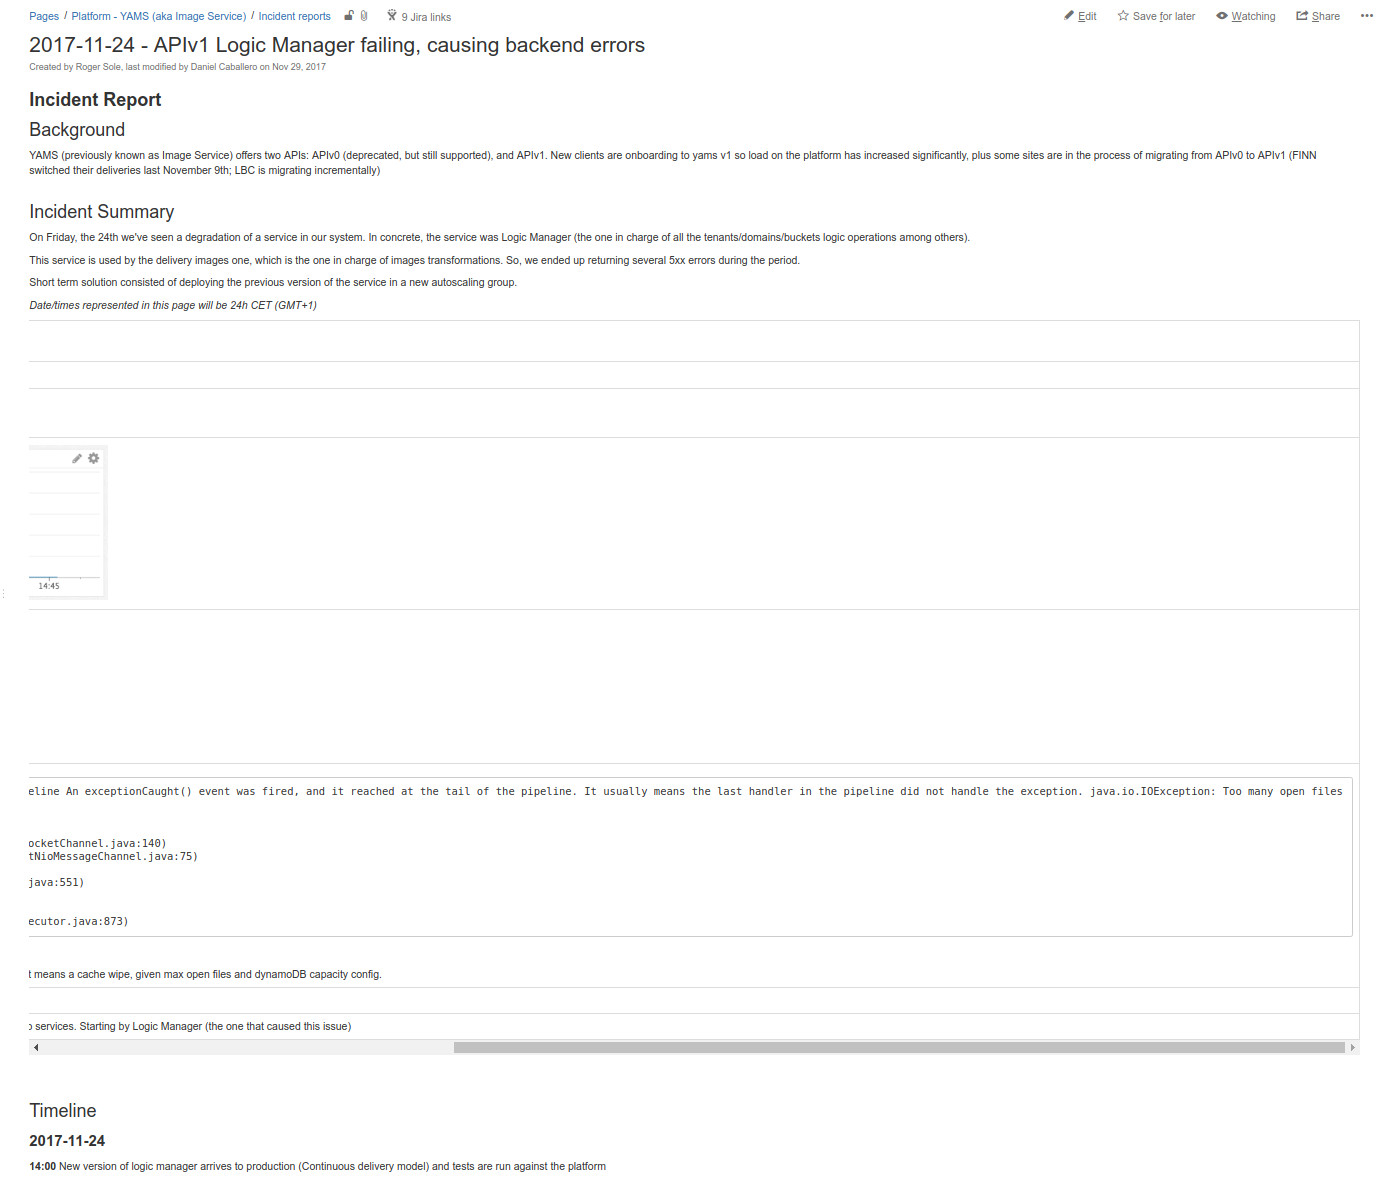 Pages / Platform - YAMS (aka Image Service) / Incident reports 9 Jira links Edit Save for later Watching Share
2017-11-24 - APIv1 Logic Manager failing, causing backend errors
Created by Roger Sole, last modified by Daniel Caballero on Nov 29, 2017
Incident Report
Background
YAMS (previously known as Image Service) offers two APIs: APIv0 (deprecated, but still supported), and APIv1. New clients are onboarding to yams v1 so load on the platform has increased significantly, plus some sites are in the process of migrating from APIv0 to APIv1 (FINN
switched their deliveries last November 9th; LBC is migrating incrementally)
Incident Summary
On Friday, the 24th we've seen a degradation of a service in our system. In concrete, the service was Logic Manager (the one in charge of all the tenants/domains/buckets logic operations among others).
This service is used by the delivery images one, which is the one in charge of images transformations. So, we ended up returning several 5xx errors during the period.
Short term solution consisted of deploying the previous version of the service in a new autoscaling group.
Date/times represented in this page will be 24h CET (GMT+1)
14:45
eline An exceptionCaught() event was fired, and it reached at the tail of the pipeline. It usually means the last handler in the pipeline did not handle the exception. java.io.IOException: Too many open files
ocketChannel.java:140)
tNioMessageChannel.java:75)
java:551)
ecutor.java:873)
t means a cache wipe, given max open files and dynamoDB capacity config.
services. Starting by Logic Manager (the one that caused this issue)
Timeline
2017-11-24
14:00 New version of logic manager arrives to production (Continuous delivery model) and tests are run against the platform